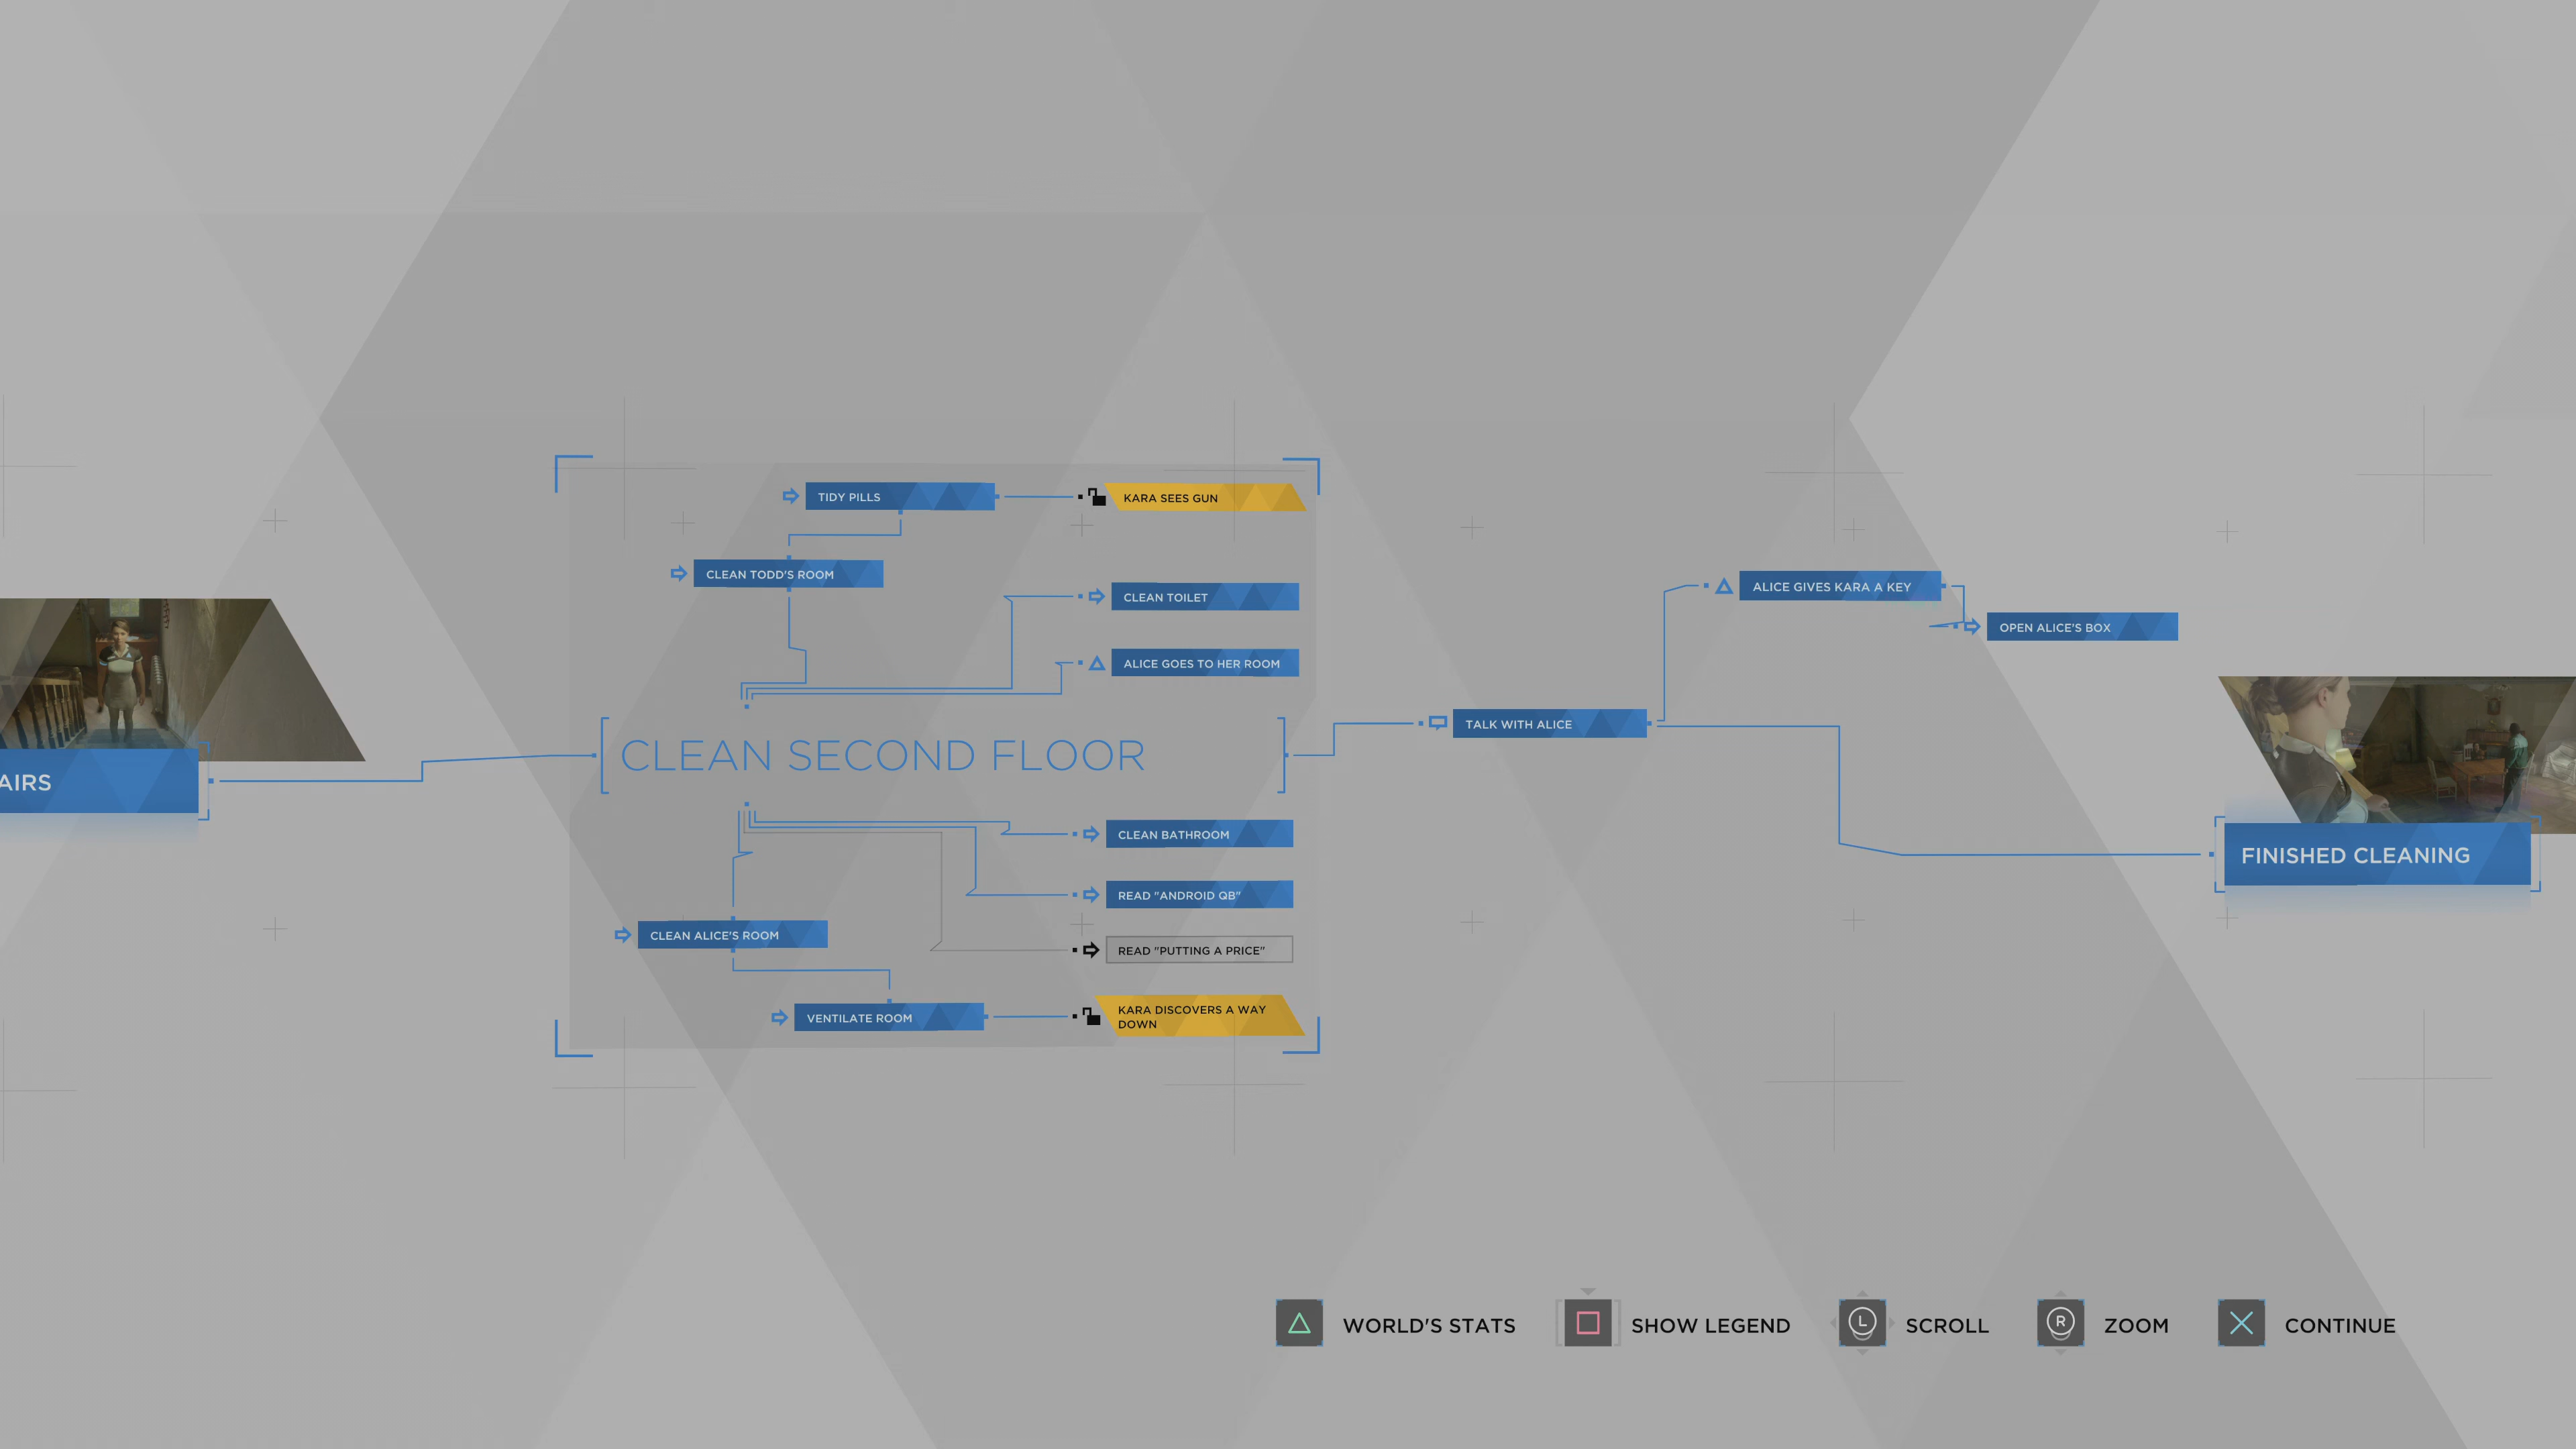 TIDY PILLS
KARA SEES GUN
CLEAN TODD'S ROOM
CLEAN TOILET
ALICE GOES TO HER ROOM
ALICE GIVES KARA A KEY
OPEN ALICE'S BOX
TALK WITH ALICE
AIRS
CLEAN SECOND FLOOR
CLEAN BATHROOM
FINISHED CLEANING
READ "ANDROID QB"
CLEAN ALICE'S ROOM
READ "PUTTING A PRICE"
VENTILATE ROOM
KARA DISCOVERS A WAY
DOWN
WORLD'S STATS
SHOW LEGEND
L
SCROLL
R
ZOOM
CONTINUE